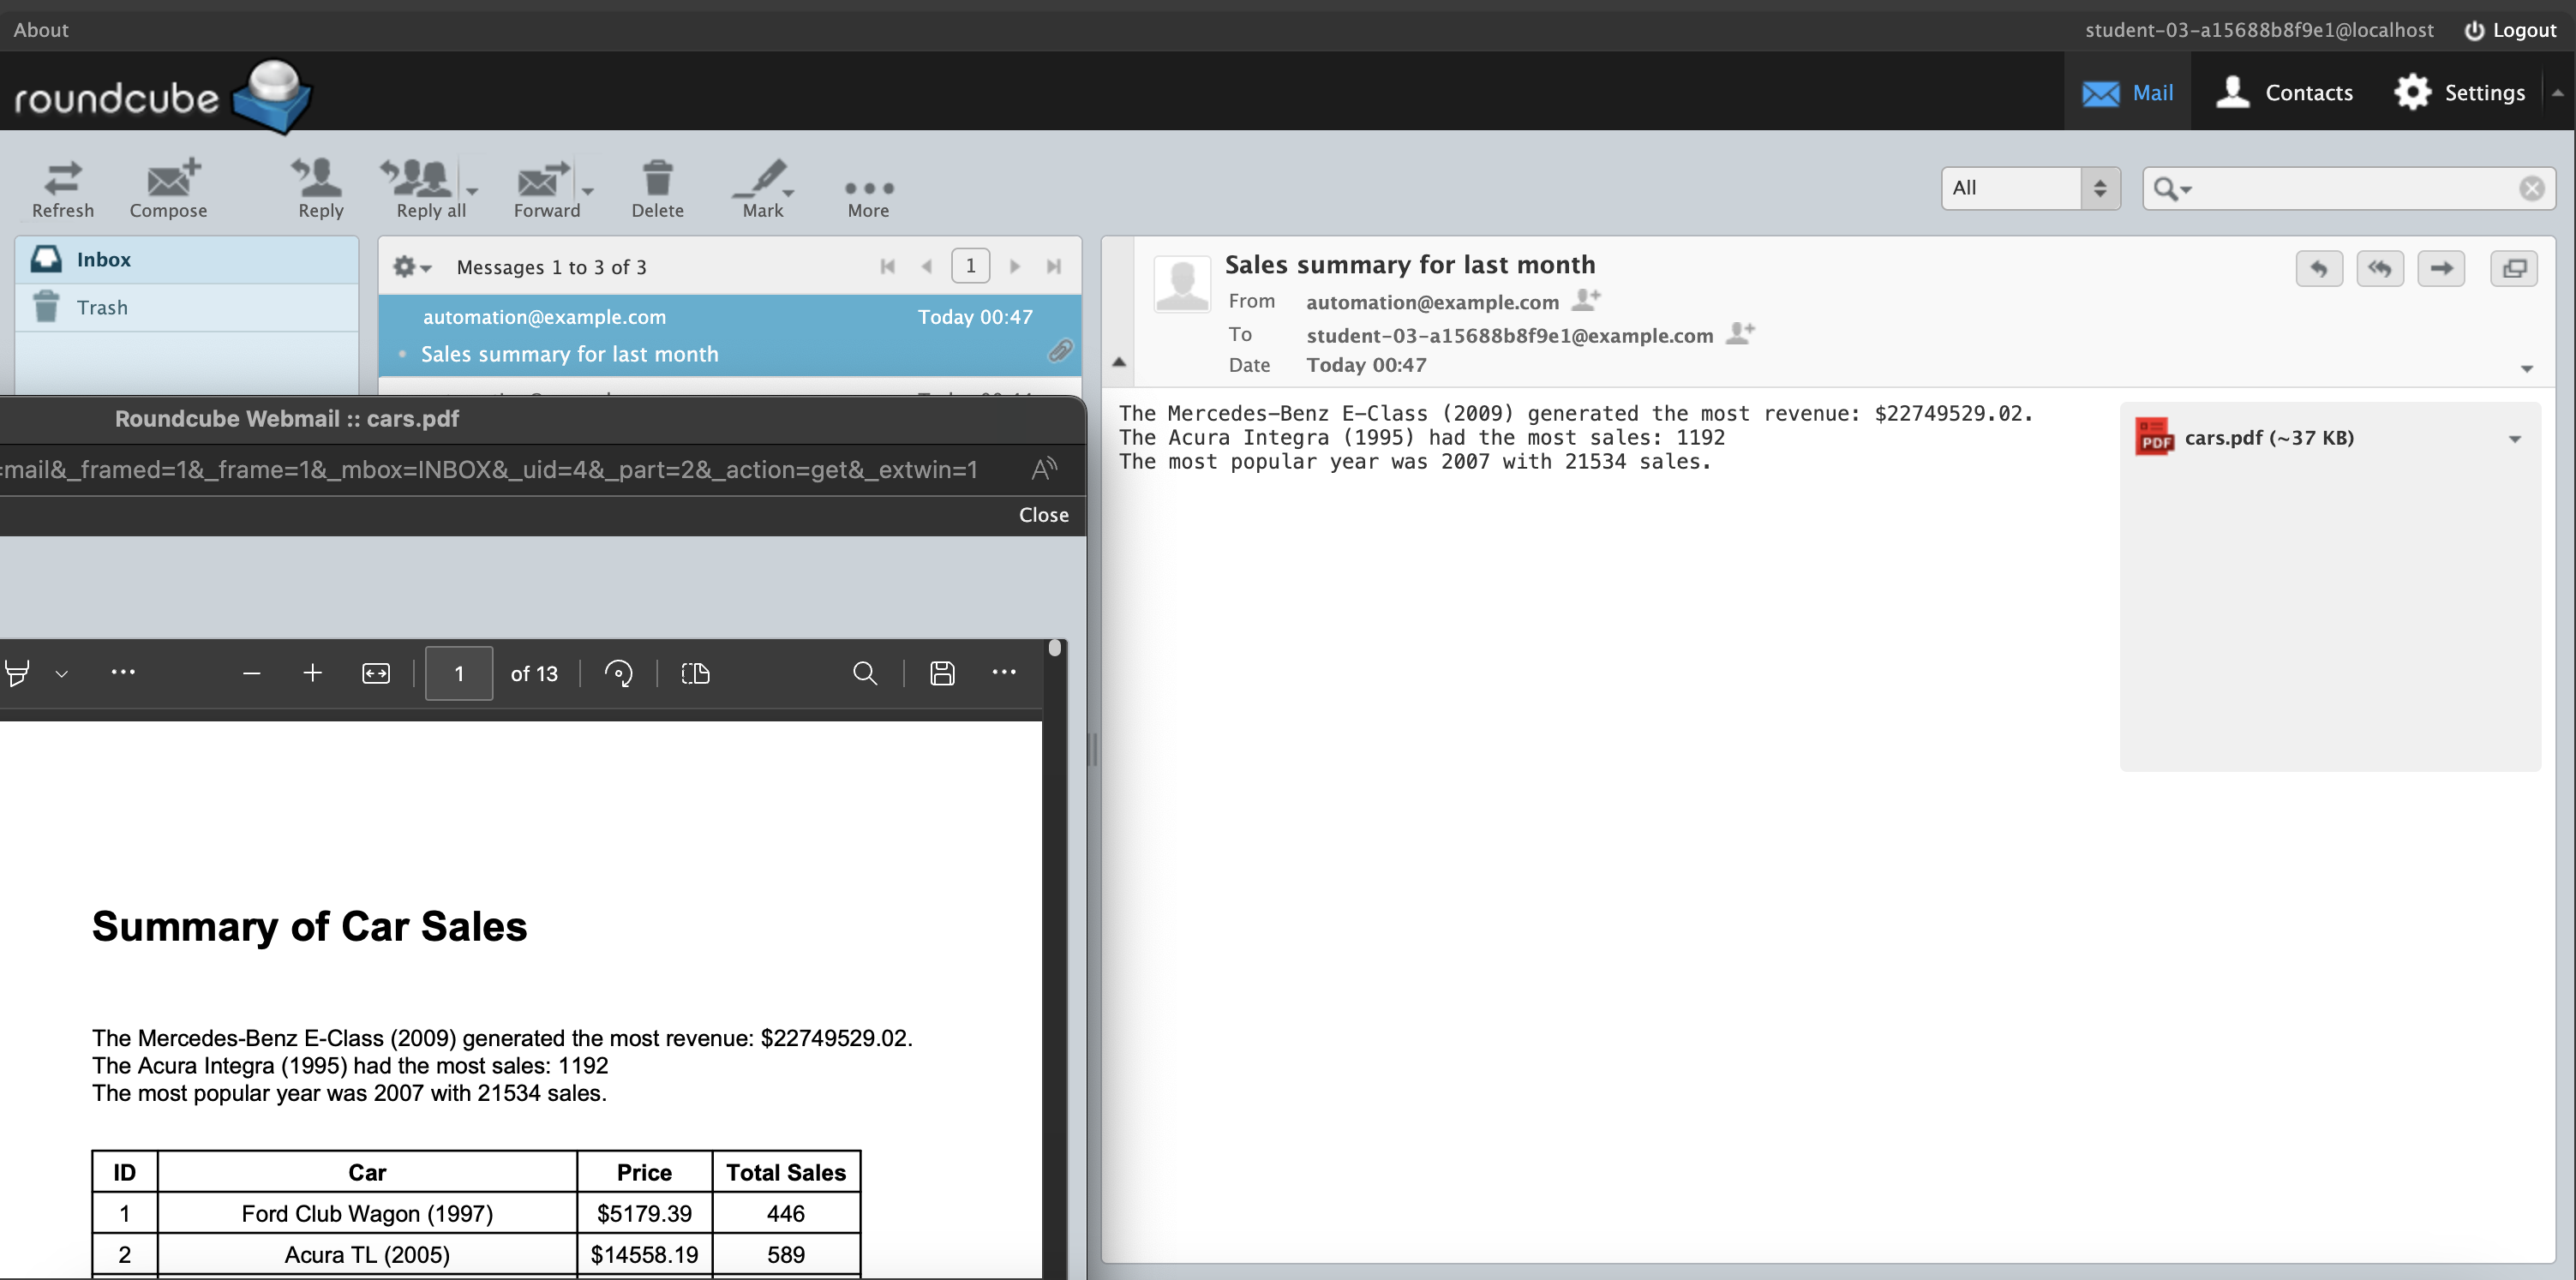 About
student-03-a15688b8f9e1@localhost
Logout
roundcube
Mail
Contacts
Settings
Refresh
Compose
Reply
Reply all
Forward
Delete
Mark
More
All
Inbox
Trash
Messages 1 to 3 of 3
1
automation@example.com
Today 00:47
Sales summary for last month
Sales summary for last month
From automation@example.com
To student-03-a15688b8f9e1@example.com
Date Today 00:47
The Mercedes-Benz E-Class (2009) generated the most revenue: $22749529.02.
The Acura Integra (1995) had the most sales: 1192
The most popular year was 2007 with 21534 sales.
PDF
cars.pdf (~37 KB)
Roundcube Webmail :: cars.pdf
=mail&_framed=1&_frame=1&_mbox=INBOX&_uid=4&_part=2&_action=get&_extwin=1
Close
1 of 13
Summary of Car Sales
The Mercedes-Benz E-Class (2009) generated the most revenue: $22749529.02.
The Acura Integra (1995) had the most sales: 1192
The most popular year was 2007 with 21534 sales.
ID Car Price Total Sales
1 Ford Club Wagon (1997) $5179.39 446
2 Acura TL (2005) $14558.19 589